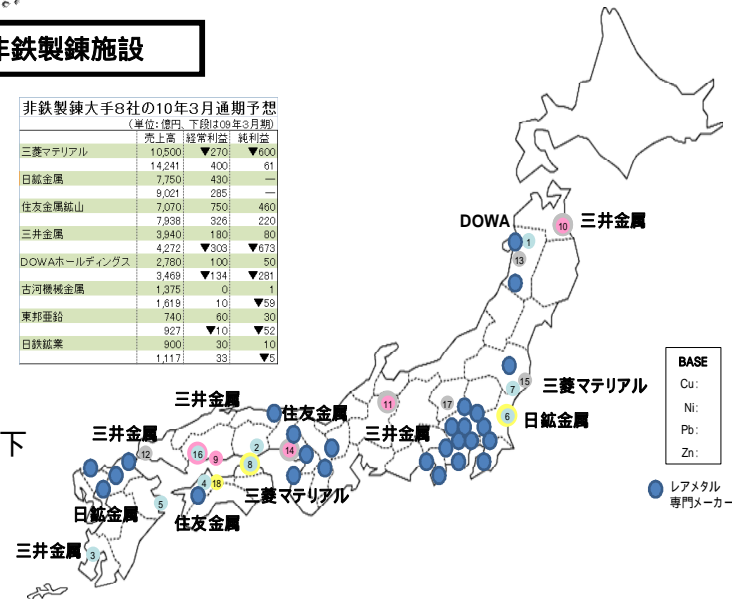 非鉄製錬施設
非鉄製錬大手8社の10年3月通期予想
(単位:億円、下段は09年3月期)
売上高 経常利益 純利益
三菱マテリアル 10,500 ▼270 ▼600
14,241 400 61
日鉱金属 7,750 430 —
9,021 285 —
住友金属鉱山 7,070 750 460
7,938 326 220
三井金属 3,940 180 80
4,272 ▼303 ▼673
DOWAホールディングス 2,780 100 50
3,469 ▼134 ▼281
古河機械金属 1,375 0 1
1,619 10 ▼59
東邦亜鉛 740 60 30
927 ▼10 ▼52
日鉄鉱業 900 30 10
1,117 33 ▼5
DOWA
10
三井金属
1
13
15
7
三菱マテリアル
BASE
Cu:
Ni:
Pb:
Zn:
6
日鉱金属
11
17
三井金属
レアメタル
専門メーカー
三井金属
住友金属
下
三井金属
12
16
9
2
8
14
4
18
三菱マテリアル
日鉱金属
5
住友金属
三井金属
3